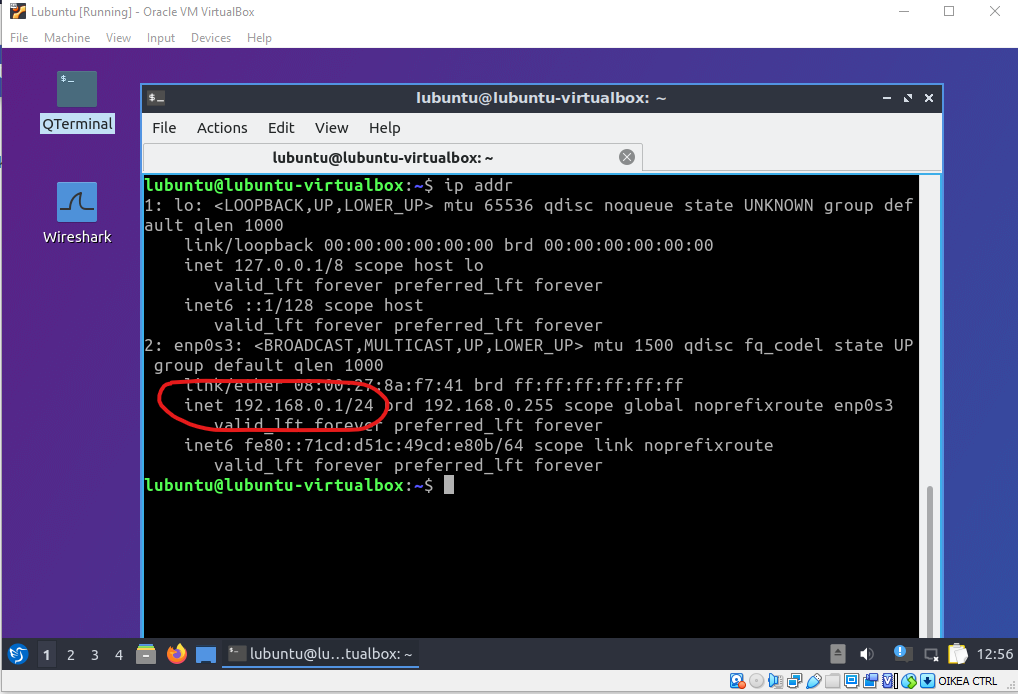 Lubuntu [Running] - Oracle VM VirtualBox
File Machine View Input Devices Help
$_
QTerminal
Wireshark
$_ lubuntu@lubuntu-virtualbox: ~
File Actions Edit View Help
lubuntu@lubuntu-virtualbox: ~
lubuntu@lubuntu-virtualbox:~$ ip addr
1: lo: <LOOPBACK,UP,LOWER_UP> mtu 65536 qdisc noqueue state UNKNOWN group def
ault qlen 1000
link/loopback 00:00:00:00:00:00 brd 00:00:00:00:00:00
inet 127.0.0.1/8 scope host lo
valid_lft forever preferred_lft forever
inet6 ::1/128 scope host
valid_lft forever preferred_lft forever
2: enp0s3: <BROADCAST,MULTICAST,UP,LOWER_UP> mtu 1500 qdisc fq_codel state UP
group default qlen 1000
link/ether 08:00:27:8a:f7:41 brd ff:ff:ff:ff:ff:ff
inet 192.168.0.1/24 brd 192.168.0.255 scope global noprefixroute enp0s3
valid_lft forever preferred_lft forever
inet6 fe80::71cd:d51c:49cd:e80b/64 scope link noprefixroute
valid_lft forever preferred_lft forever
lubuntu@lubuntu-virtualbox:~$
1 2 3 4 $_ lubuntu@lu…tualbox: ~ 12:56
OIKEA CTRL